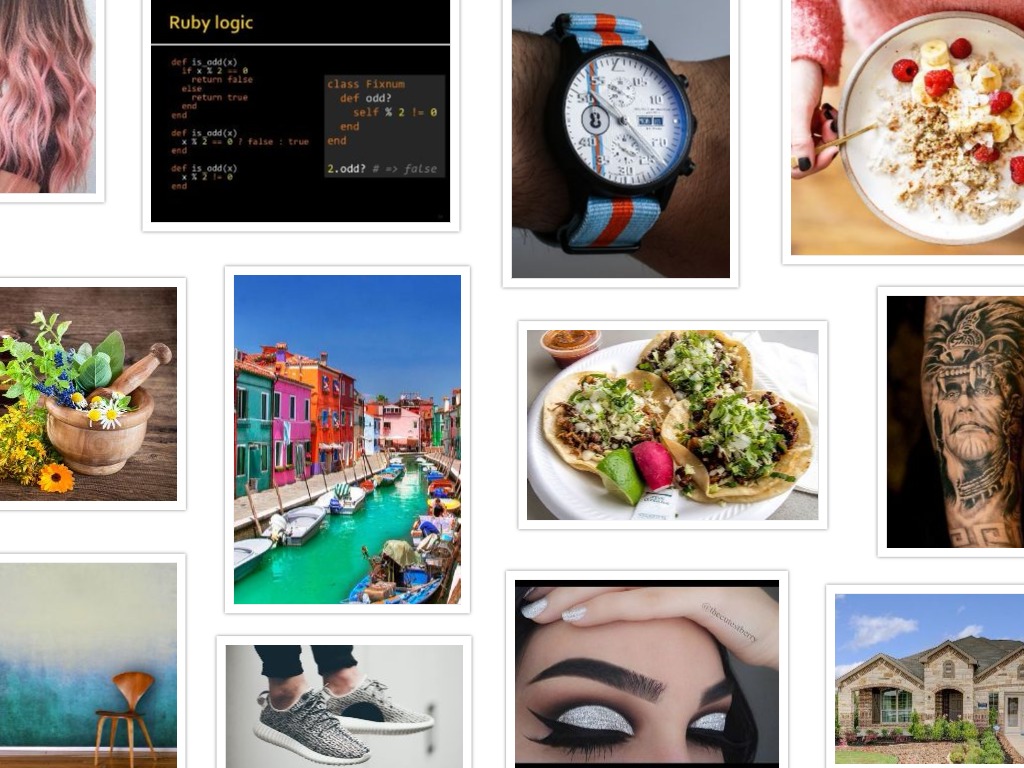 Ruby logic
def is_odd(x)
if x % 2 == 0
return false
else
return true
end
end
def is_odd(x)
x % 2 == 0 ? false : true
end
def is_odd(x)
x % 2 != 0
end
class Fixnum
def odd?
self % 2 != 0
end
end
2.odd? # => false
@thecutestberry